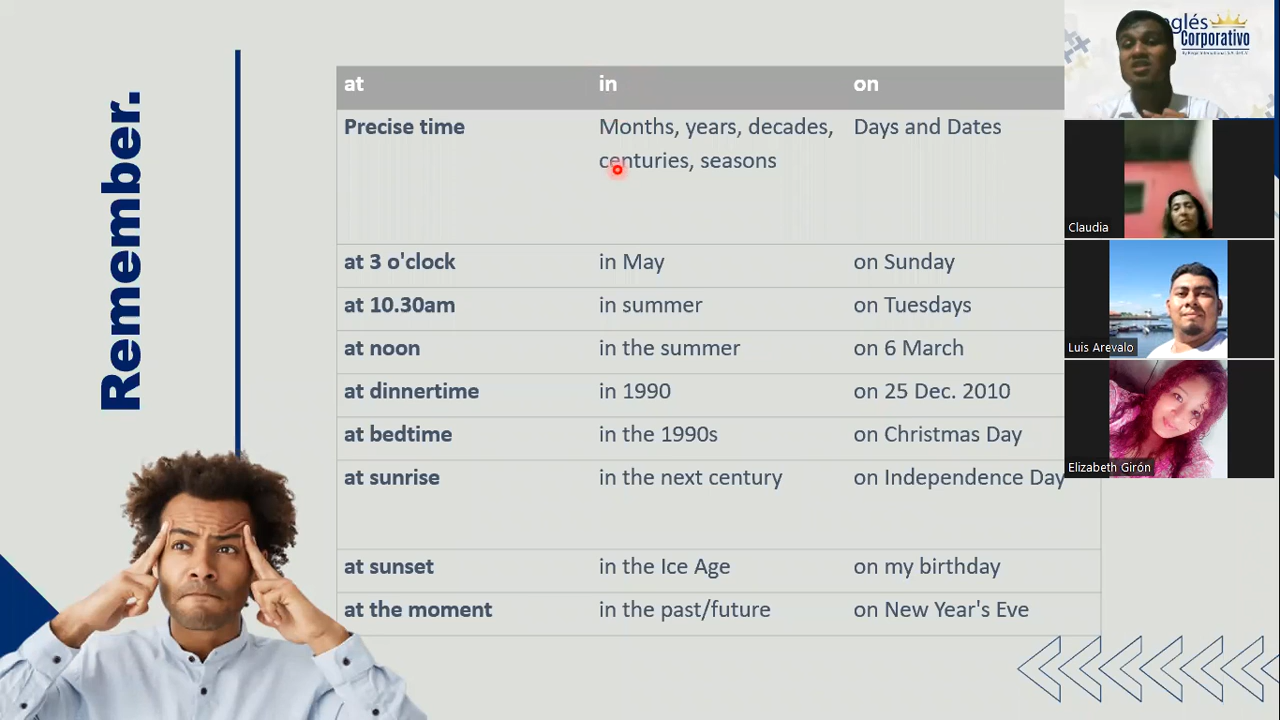 Remember.
at in on
Precise time Months, years, decades, Days and Dates
centuries, seasons
at 3 o'clock in May on Sunday
at 10.30am in summer on Tuesdays
at noon in the summer on 6 March
at dinnertime in 1990 on 25 Dec. 2010
at bedtime in the 1990s on Christmas Day
at sunrise in the next century on Independence Day
at sunset in the Ice Age on my birthday
at the moment in the past/future on New Year's Eve
glés
Corporativo
Claudia
Luis Arevalo
Elizabeth Girón